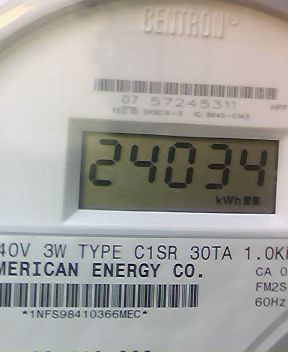 CENTRON®
07 57245311
24034
kWh
40V 3W TYPE C1SR 30TA 1.0K
MERICAN ENERGY CO.
CA 0
FM2S
60Hz
*1NFS98410366MEC*